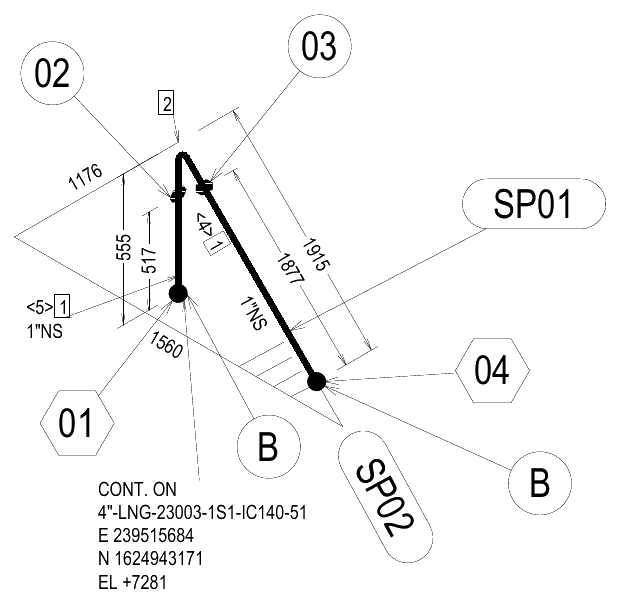 03
02
2
1176
SP01
<4> 1
555
517
1877
1915
<5> 1
1"NS
1"NS
1560
04
01
B
B
SP02
CONT. ON
4"-LNG-23003-1S1-IC140-51
E 239515684
N 1624943171
EL +7281